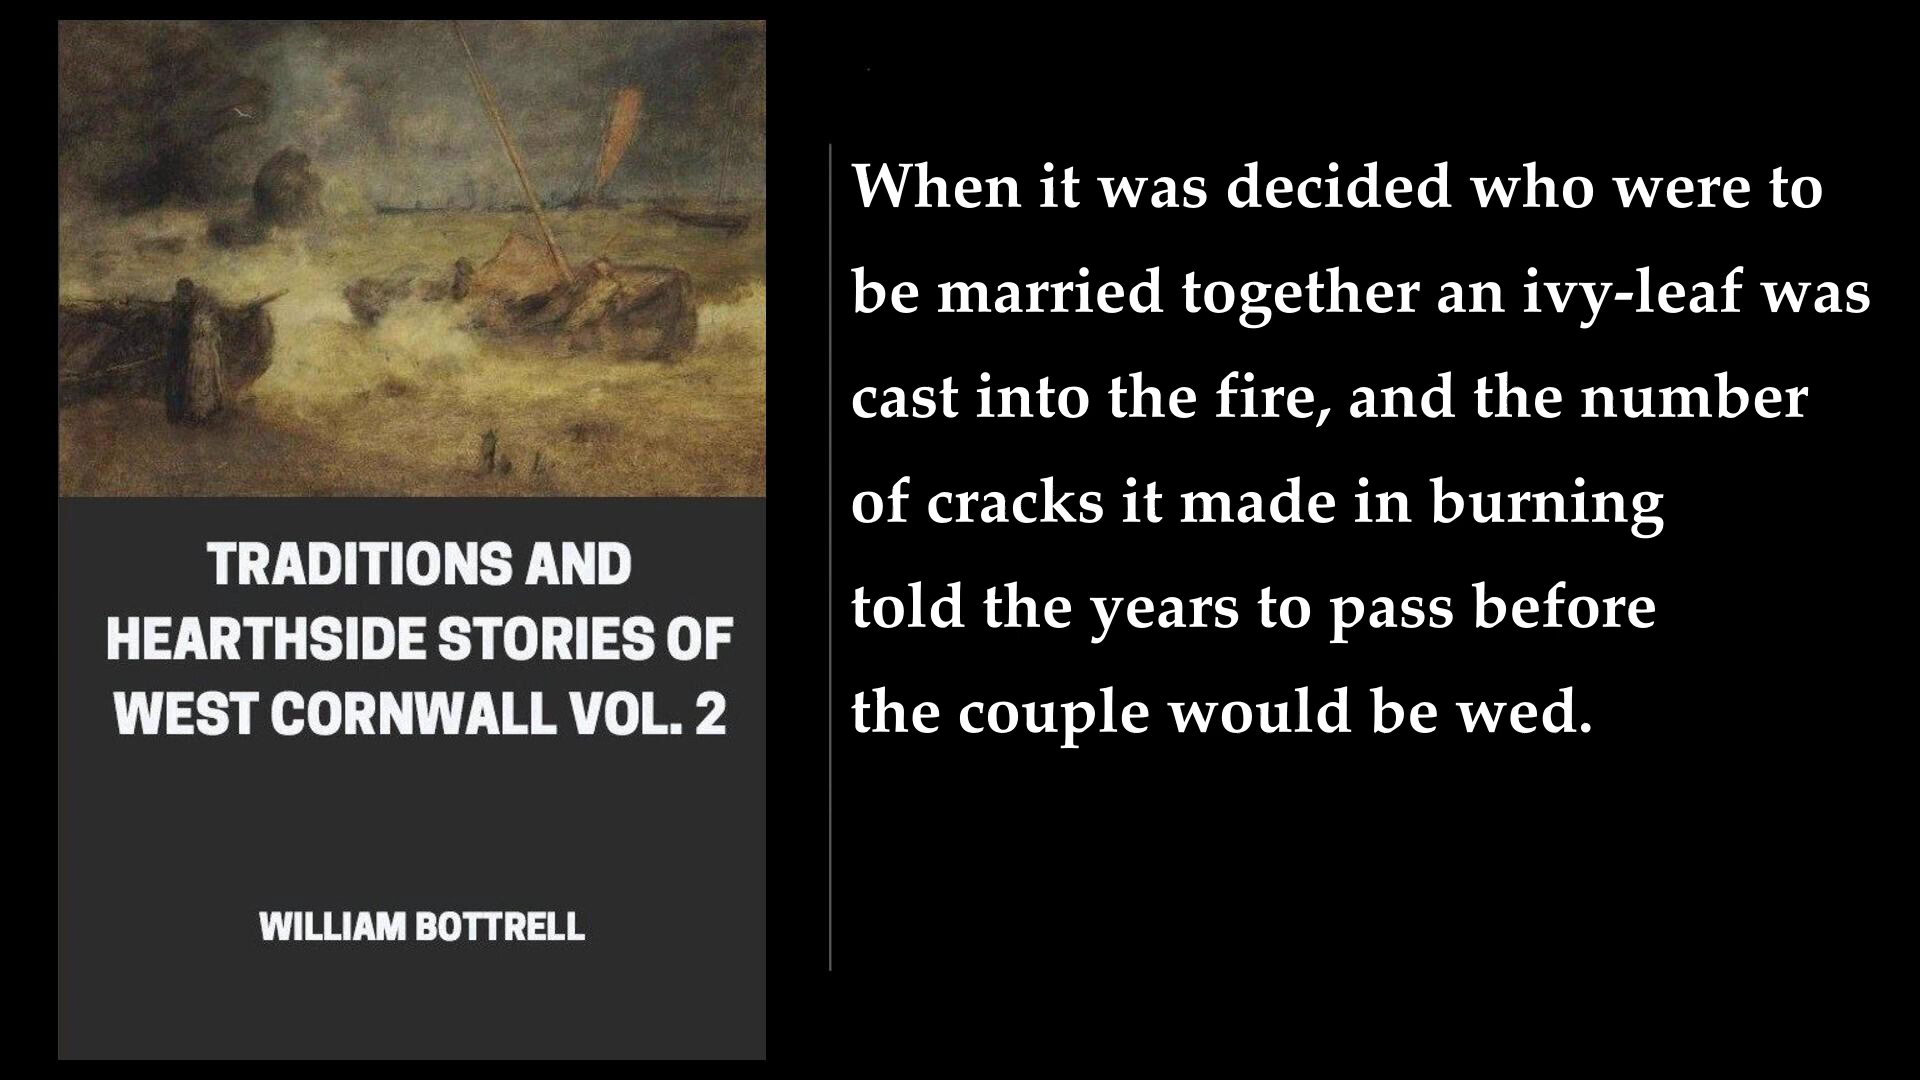 TRADITIONS AND
HEARTHSIDE STORIES OF
WEST CORNWALL VOL. 2
WILLIAM BOTTRELL
When it was decided who were to
be married together an ivy-leaf was
cast into the fire, and the number
of cracks it made in burning
told the years to pass before
the couple would be wed.